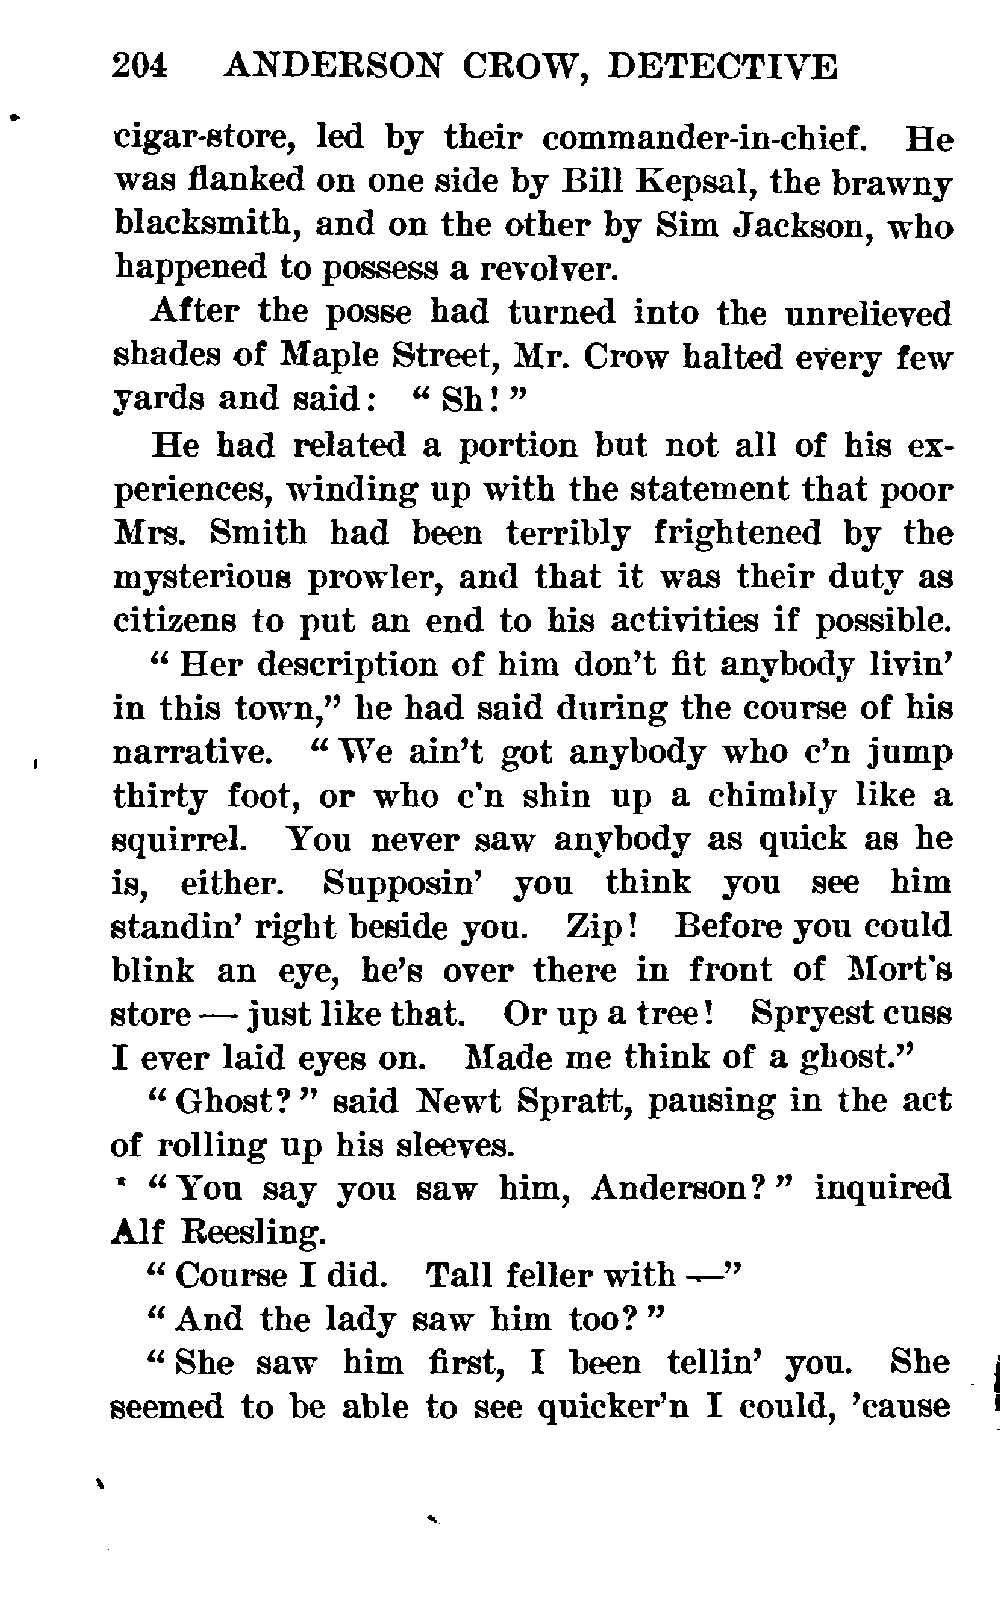 204 ANDERSON CROW, DETECTIVE
cigar-store, led by their commander-in-chief. He
was flanked on one side by Bill Kepsal, the brawny
blacksmith, and on the other by Sim Jackson, who
happened to possess a revolver.
After the posse had turned into the unrelieved
shades of Maple Street, Mr. Crow halted every few
yards and said: “ Sh! ”
He had related a portion but not all of his ex-
periences, winding up with the statement that poor
Mrs. Smith had been terribly frightened by the
mysterious prowler, and that it was their duty as
citizens to put an end to his activities if possible.
“ Her description of him don’t fit anybody livin’
in this town,” he had said during the course of his
narrative. “ We ain’t got anybody who c’n jump
thirty foot, or who c’n shin up a chimbly like a
squirrel. You never saw anybody as quick as he
is, either. Supposin’ you think you see him
standin’ right beside you. Zip! Before you could
blink an eye, he’s over there in front of Mort’s
store — just like that. Or up a tree! Spryest cuss
I ever laid eyes on. Made me think of a ghost.”
“ Ghost? ” said Newt Spratt, pausing in the act
of rolling up his sleeves.
“ You say you saw him, Anderson? ” inquired
Alf Reesling.
“ Course I did. Tall feller with —”
“ And the lady saw him too? ”
“ She saw him first, I been tellin’ you. She
seemed to be able to see quicker’n I could, ’cause